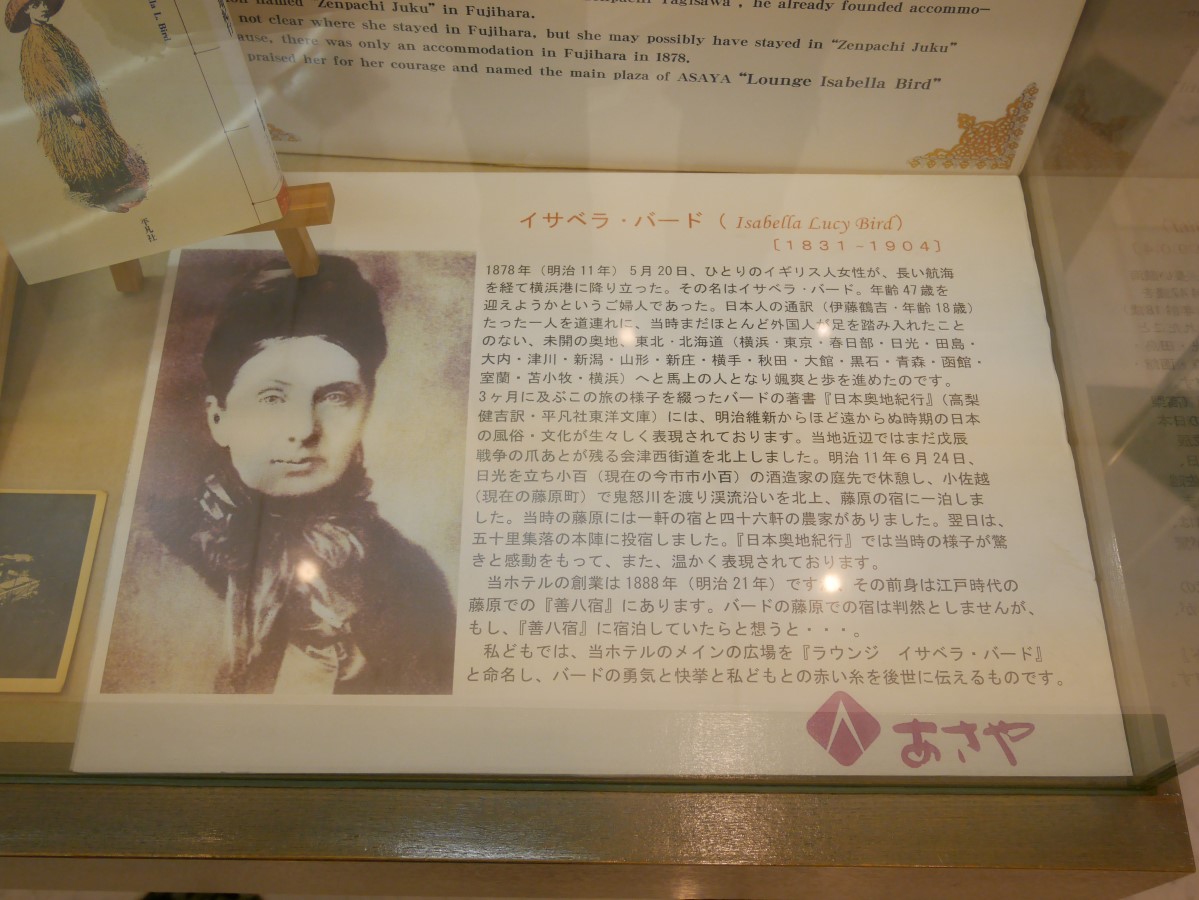 named "Zenpachi Juku" in Fujihara.
, he already founded accommo-
not clear where she stayed in Fujihara, but she may possibly have stayed in "Zenpachi Juku"
ause, there was only an accommodation in Fujihara in 1878.
praised her for her courage and named the main plaza of ASAYA "Lounge Isabella Bird"
L. Bird
平凡社
イサベラ・バード（ Isabella Lucy Bird）
〔１８３１－１９０４〕
1878年（明治11年）5月20日、ひとりのイギリス人女性が、長い航海
を経て横浜港に降り立った。その名はイサベラ・バード。年齢47歳を
迎えようかというご婦人であった。日本人の通訳（伊藤鶴吉・年齢18歳）
たった一人を道連れに、当時まだほとんど外国人が足を踏み入れたこと
のない、未開の奥地、東北・北海道（横浜・東京・春日部・日光・田島・
大内・津川・新潟・山形・新庄・横手・秋田・大館・黒石・青森・函館・
室蘭・苫小牧・横浜）へと馬上の人となり颯爽と歩を進めたのです。
3ヶ月に及ぶこの旅の様子を綴ったバードの著書『日本奥地紀行』（高梨
健吉訳・平凡社東洋文庫）には、明治維新からほど遠からぬ時期の日本
の風俗・文化が生々しく表現されております。当地近辺ではまだ戊辰
戦争の爪あとが残る会津西街道を北上しました。明治11年6月24日、
日光を立ち小百（現在の今市市小百）の酒造家の庭先で休憩し、小佐越
（現在の藤原町）で鬼怒川を渡り渓流沿いを北上、藤原の宿に一泊しま
した。当時の藤原には一軒の宿と四十六軒の農家がありました。翌日は、
五十里集落の本陣に投宿しました。『日本奥地紀行』では当時の様子が驚
きと感動をもって、また、温かく表現されております。
当ホテルの創業は1888年（明治21年）です、その前身は江戸時代の
藤原での『善八宿』にあります。バードの藤原での宿は判然としませんが、
もし、『善八宿』に宿泊していたらと想うと・・・。
私どもでは、当ホテルのメインの広場を『ラウンジ　イサベラ・バード』
と命名し、バードの勇気と快挙と私どもとの赤い糸を後世に伝えるものです。
あさや